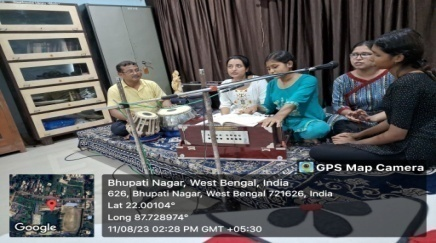 GPS Map Camera
Bhupati Nagar, West Bengal, India
626, Bhupati Nagar, West Bengal 721626, India
Lat 22.00104°
Long 87.728974°
11/08/23 02:28 PM GMT +05:30
Google